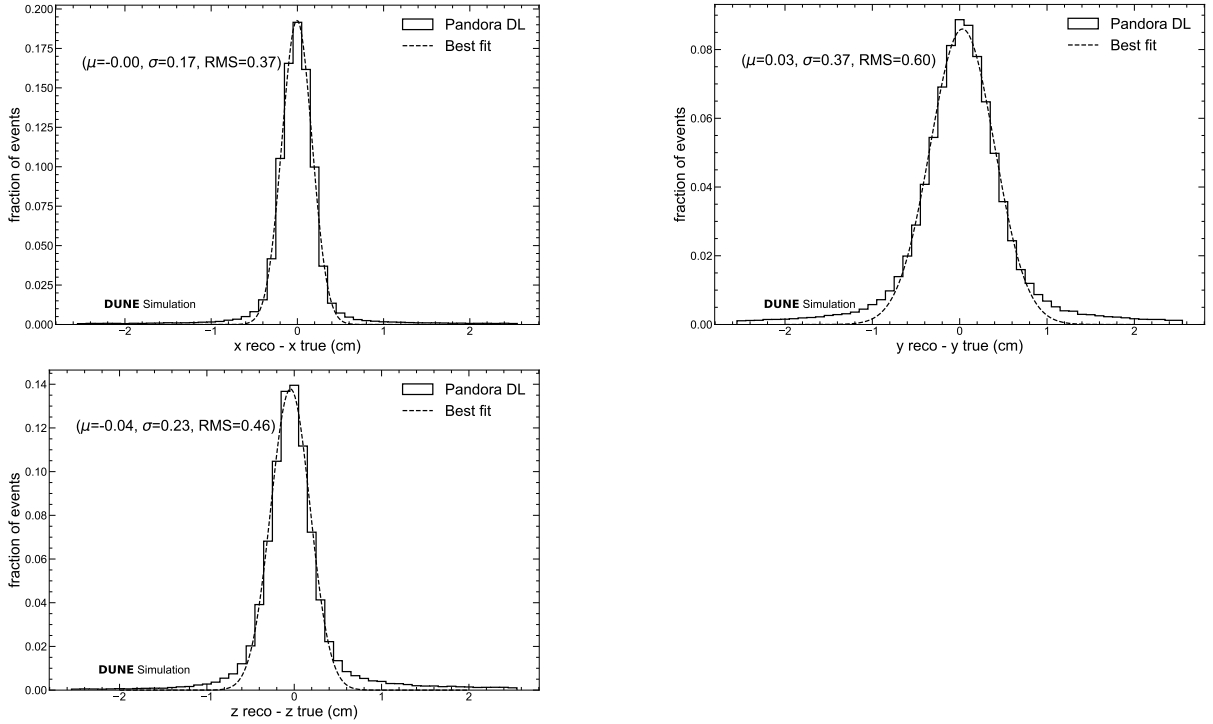 0.200
0.175
0.150
0.125
0.100
0.075
0.050
0.025
0.000
fraction of events
Pandora DL
Best fit
(μ=-0.00, σ=0.17, RMS=0.37)
DUNE Simulation
−2
−1
0
1
2
x reco - x true (cm)
0.08
0.06
0.04
0.02
0.00
fraction of events
Pandora DL
Best fit
(μ=0.03, σ=0.37, RMS=0.60)
DUNE Simulation
−2
−1
0
1
2
y reco - y true (cm)
0.14
0.12
0.10
0.08
0.06
0.04
0.02
0.00
fraction of events
Pandora DL
Best fit
(μ=-0.04, σ=0.23, RMS=0.46)
DUNE Simulation
−2
−1
0
1
2
z reco - z true (cm)